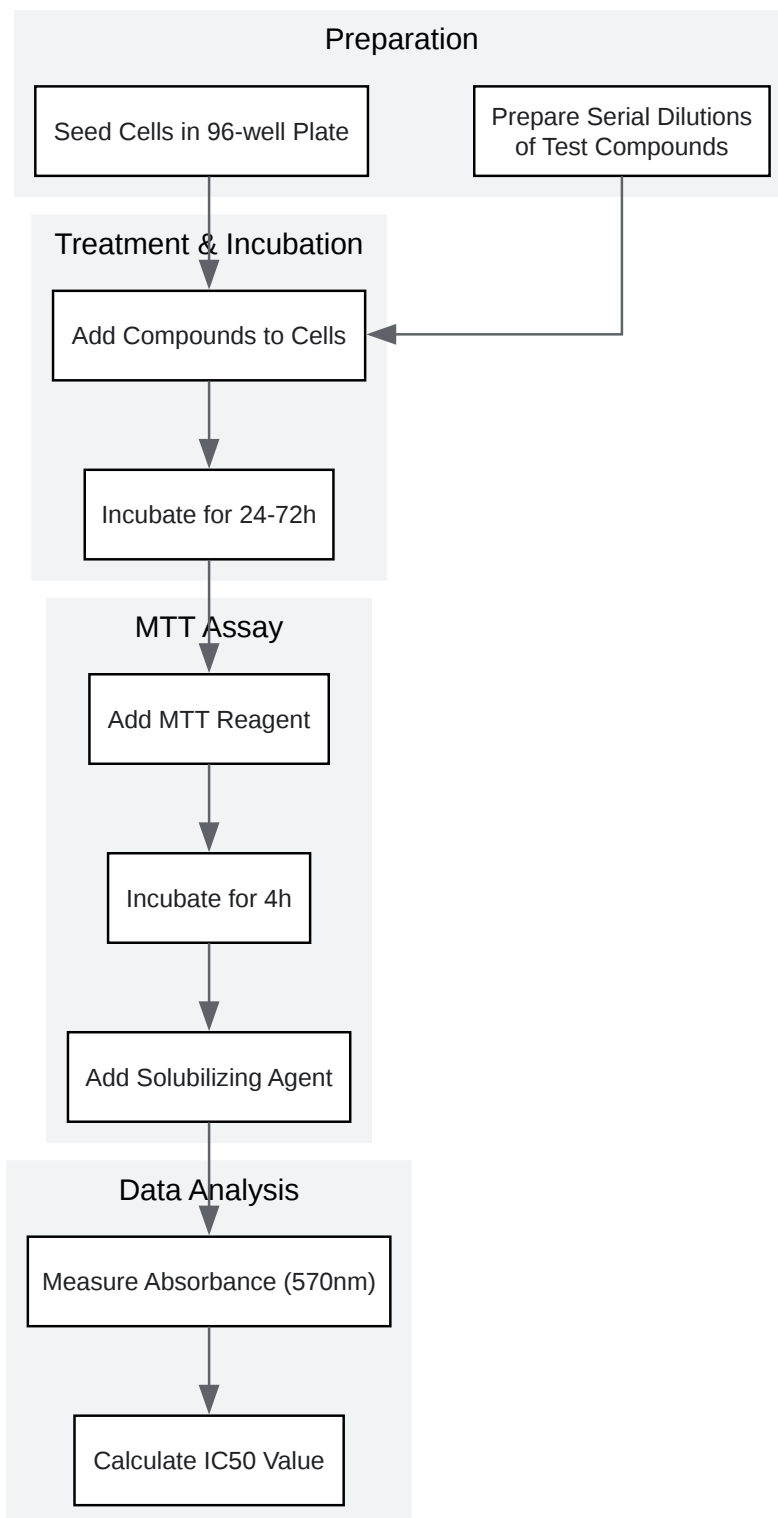 Preparation
Seed Cells in 96-well Plate
Prepare Serial Dilutions
of Test Compounds
Treatment & Incubation
Add Compounds to Cells
Incubate for 24-72h
MTT Assay
Add MTT Reagent
Incubate for 4h
Add Solubilizing Agent
Data Analysis
Measure Absorbance (570nm)
Calculate IC50 Value